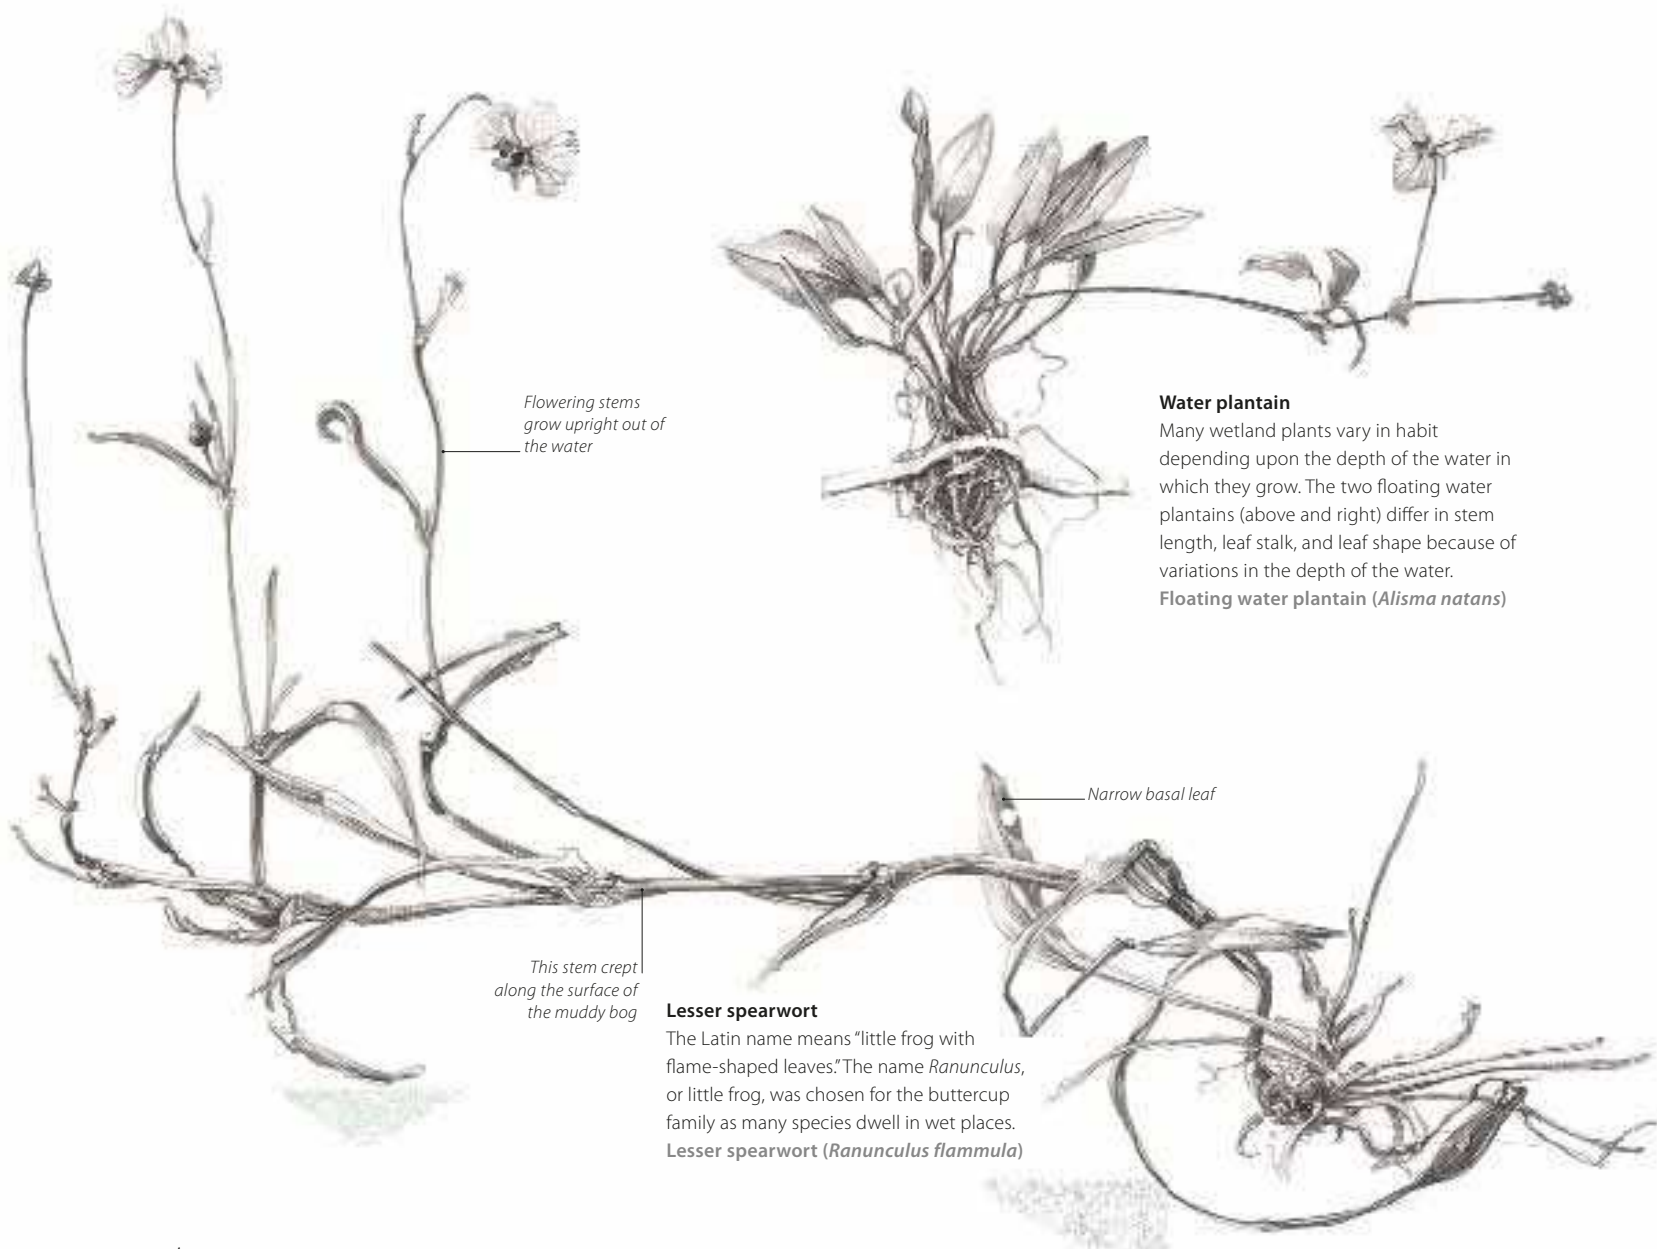 Flowering stems
grow upright out of
the water
Water plantain
Many wetland plants vary in habit
depending upon the depth of the water in
which they grow. The two floating water
plantains (above and right) differ in stem
length, leaf stalk, and leaf shape because of
variations in the depth of the water.
Floating water plantain (Alisma natans)
Narrow basal leaf
This stem crept
along the surface of
the muddy bog
Lesser spearwort
The Latin name means “little frog with
flame-shaped leaves.” The name Ranunculus,
or little frog, was chosen for the buttercup
family as many species dwell in wet places.
Lesser spearwort (Ranunculus flammula)